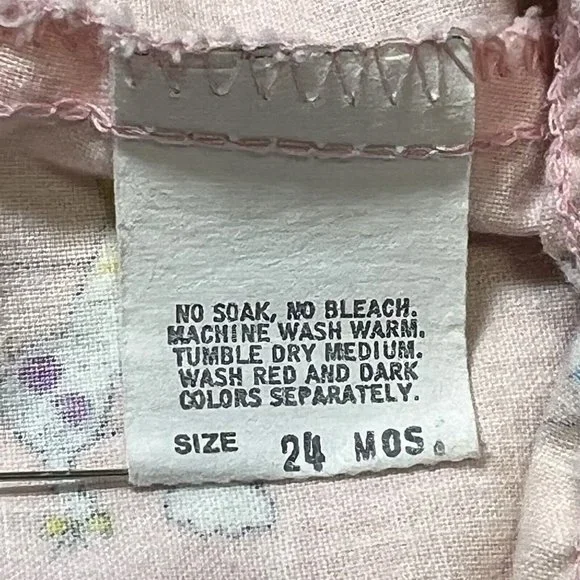 NO SOAK, NO BLEACH.
MACHINE WASH WARM.
TUMBLE DRY MEDIUM.
WASH RED AND DARK
COLORS SEPARATELY.
SIZE 24 MOS.